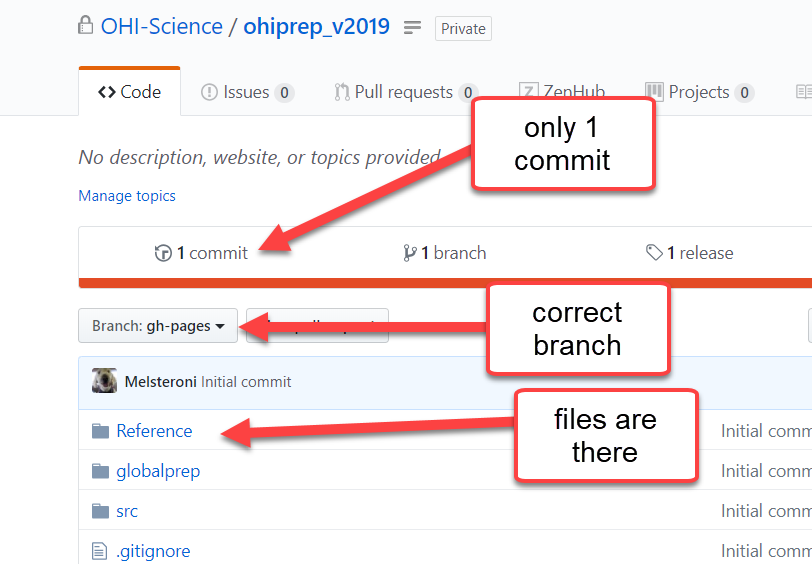 OHI-Science / ohiprep_v2019 Private
Code Issues 0 Pull requests 0 ZenHub Projects 0
only 1
commit
No description, website, or topics provided
Manage topics
1 commit 1 branch 1 release
Branch: gh-pages
correct
branch
Melsteroni Initial commit
files are
there
Reference Initial comm
globalprep Initial comm
src Initial comm
.gitignore Initial comm